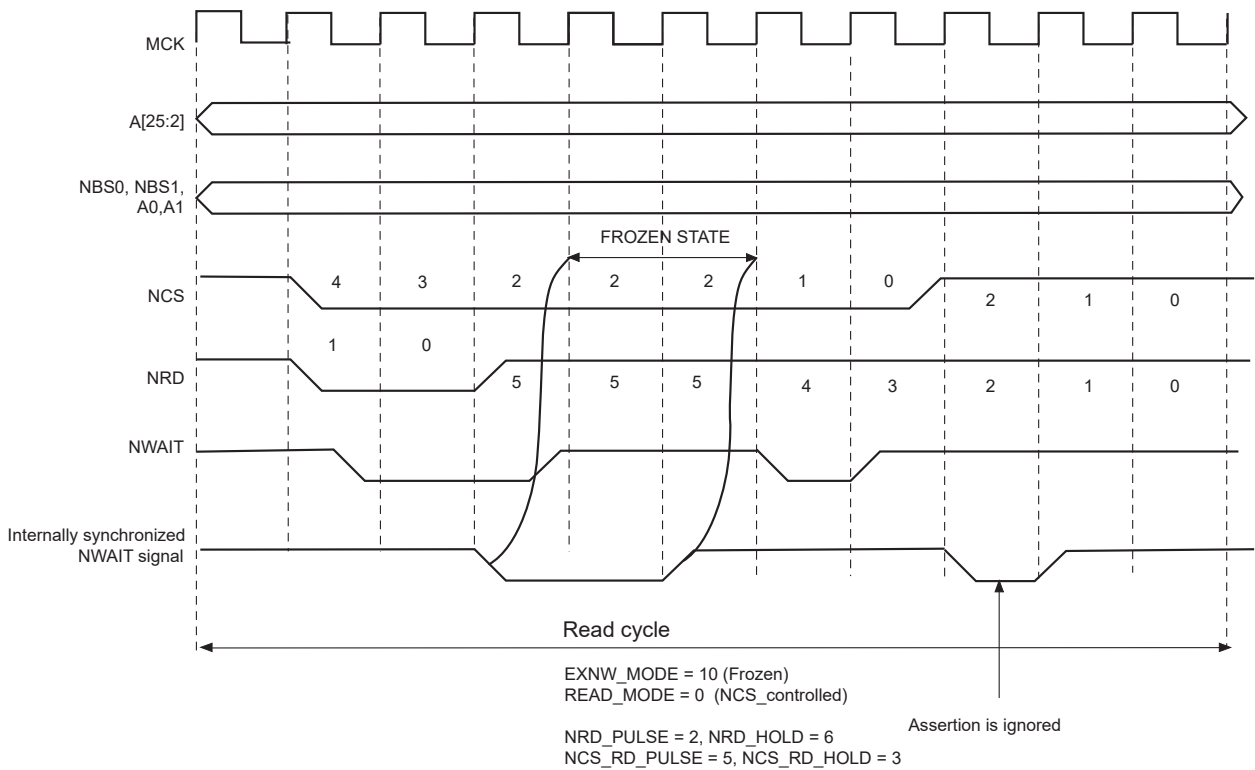 MCK
A[25:2]
NBS0, NBS1,
A0,A1
FROZEN STATE
4 3 2 2 2 1 0
NCS
2 1 0
1 0
NRD
5 5 5 4 3 2 1 0
NWAIT
Internally synchronized
NWAIT signal
Read cycle
EXNW_MODE = 10 (Frozen)
READ_MODE = 0 (NCS_controlled)
Assertion is ignored
NRD_PULSE = 2, NRD_HOLD = 6
NCS_RD_PULSE = 5, NCS_RD_HOLD = 3